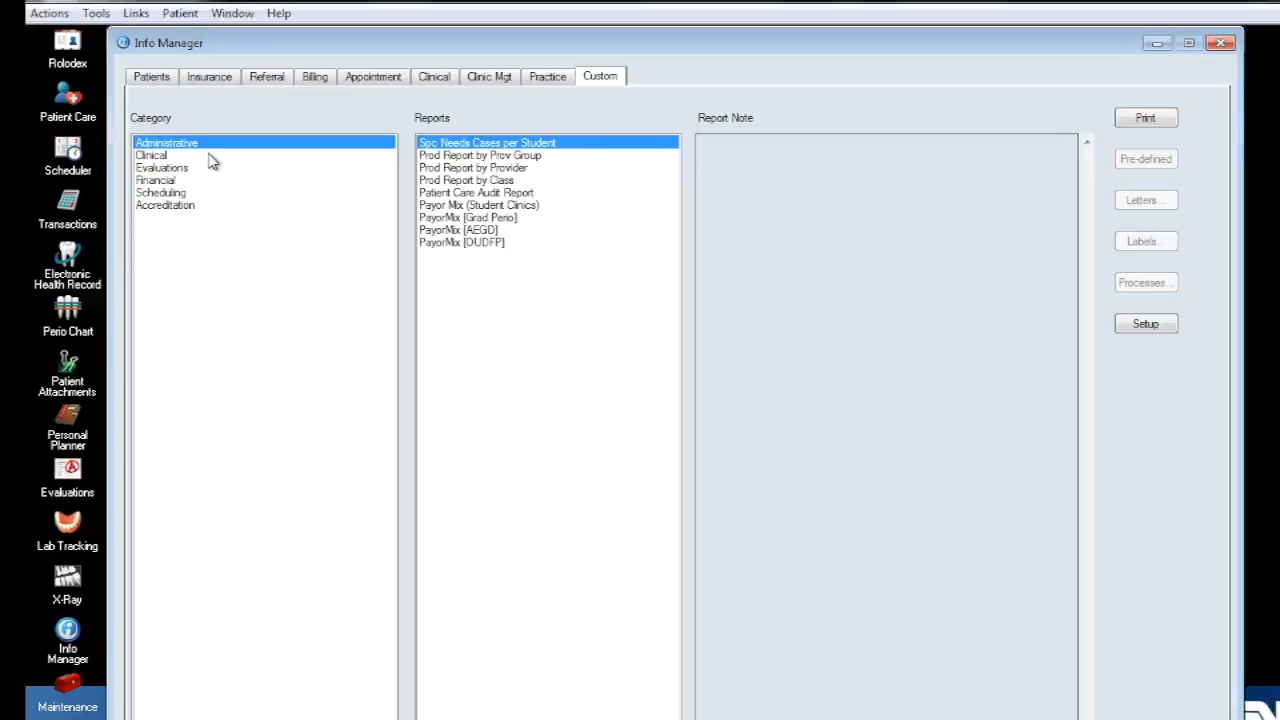 Actions Tools Links Patient Window Help
Info Manager
Rolodex
Patient Care
Scheduler
Transactions
Electronic
Health Record
Perio Chart
Patient
Attachments
Personal
Planner
Evaluations
Lab Tracking
X-Ray
Info
Manager
Maintenance
Patients Insurance Referral Billing Appointment Clinical Clinic Mgt Practice Custom
Category
Administrative
Clinical
Evaluations
Financial
Scheduling
Accreditation
Reports
Spc Needs Cases per Student
Prod Report by Prov Group
Prod Report by Provider
Prod Report by Class
Patient Care Audit Report
Payor Mix (Student Clinics)
PayorMix [Grad Perio]
PayorMix [AEGD]
PayorMix [OUDFP]
Report Note
Print
Pre-defined
Letters...
Labels...
Processes...
Setup